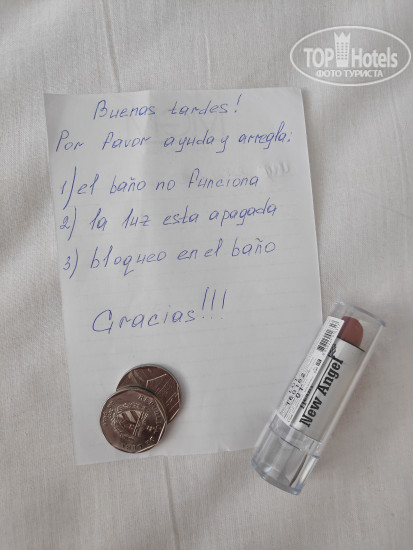 TOP Hotels
ФОТО ТУРИСТА
Buenas tardes!
Por favor ayuda y arregla:
1) el baño no funciona
2) la luz esta apagada
3) bloqueo en el baño
Gracias!!!
New Angel